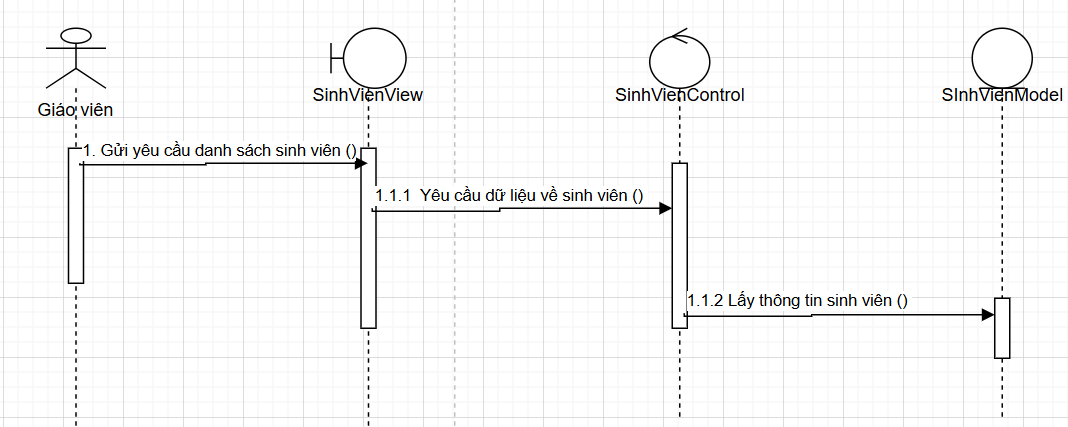 Giáo viên
SinhVienView
SinhVienControl
SInhVienModel
1. Gửi yêu cầu danh sách sinh viên ()
1.1.1 Yêu cầu dữ liệu về sinh viên ()
1.1.2 Lấy thông tin sinh viên ()